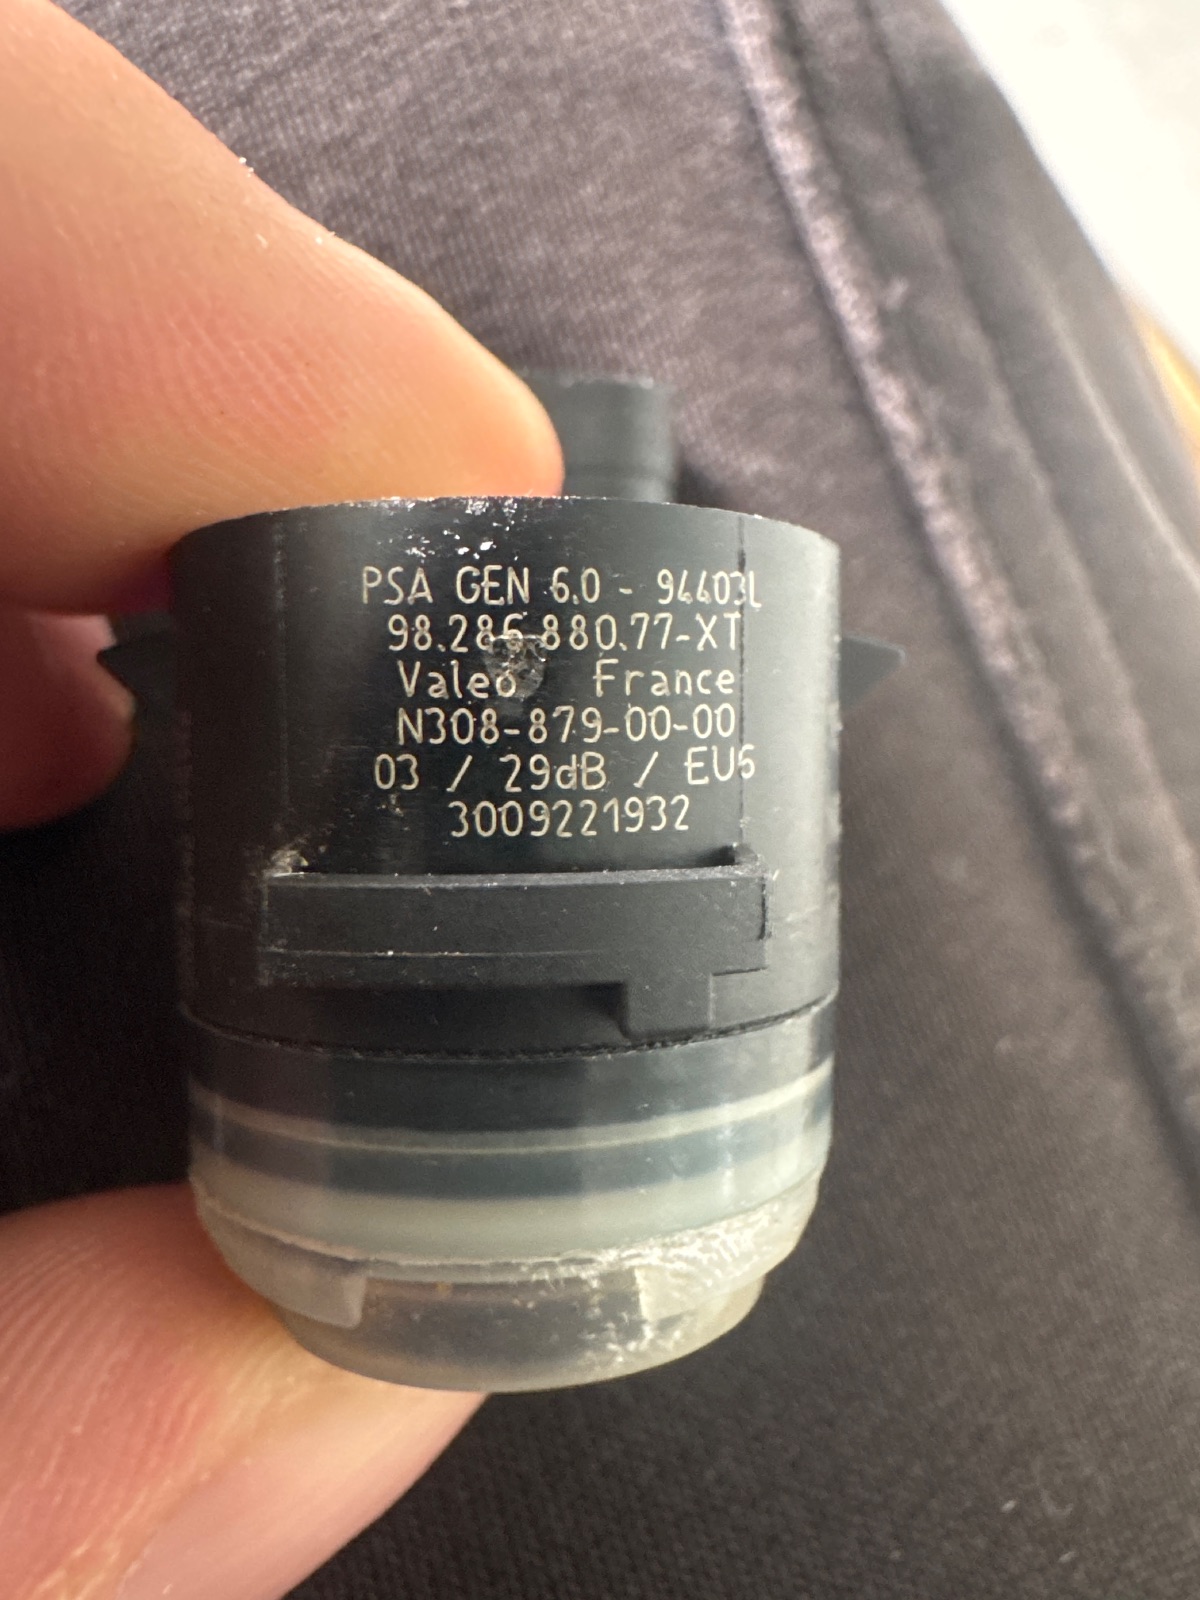 PSA GEN 6.0 - 94403L
98.286.880.77-XT
Valeo France
N308-879-00-00
03 / 29dB / EU6
3009221932